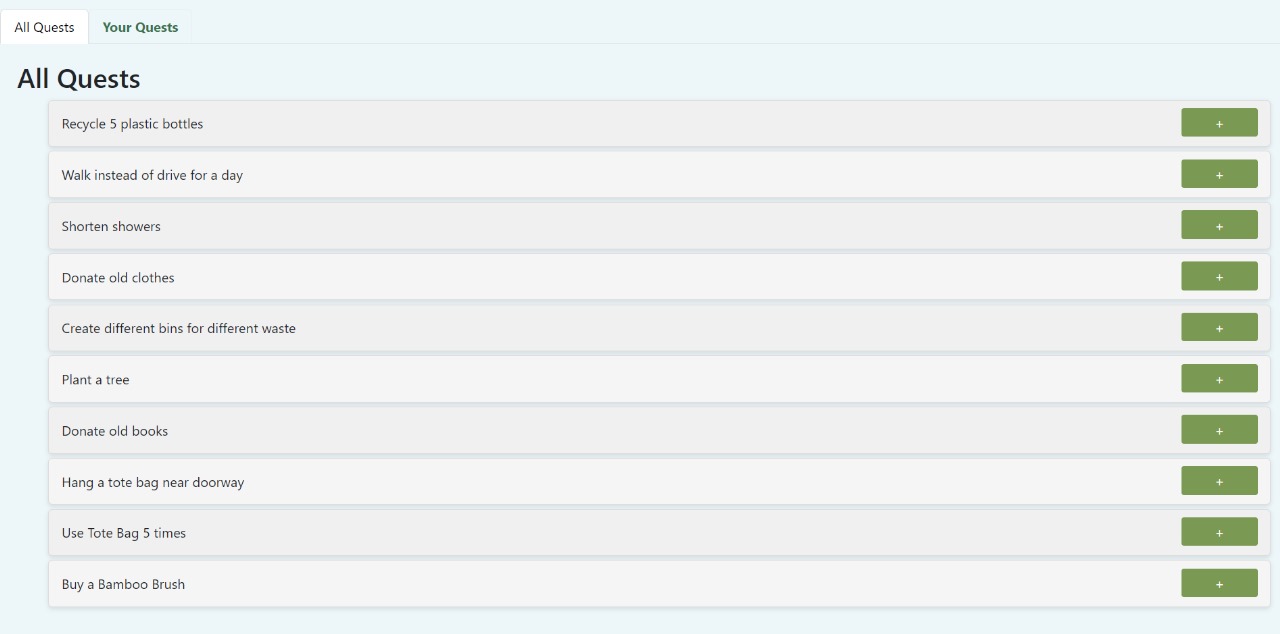 All Quests
Your Quests
All Quests
Recycle 5 plastic bottles +
Walk instead of drive for a day +
Shorten showers +
Donate old clothes +
Create different bins for different waste +
Plant a tree +
Donate old books +
Hang a tote bag near doorway +
Use Tote Bag 5 times +
Buy a Bamboo Brush +